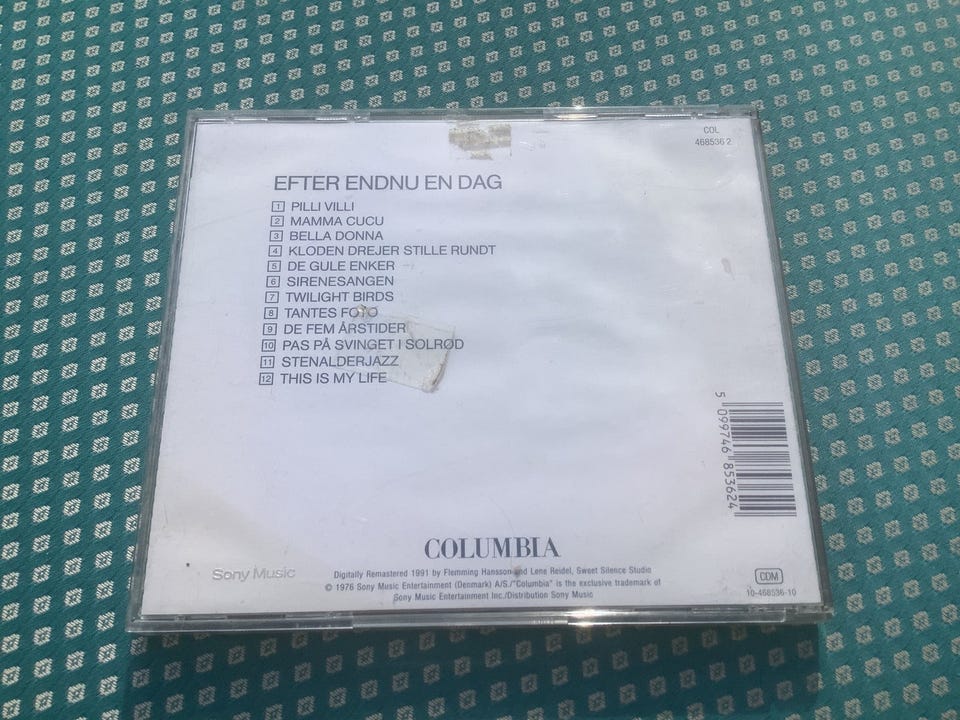 COL
468536 2
EFTER ENDNU EN DAG
1 PILLI VILLI
2 MAMMA CUCU
3 BELLA DONNA
4 KLODEN DREJER STILLE RUNDT
5 DE GULE ENKER
6 SIRENESANGEN
7 TWILIGHT BIRDS
8 TANTES FOTO
9 DE FEM ÅRSTIDER
10 PAS PÅ SVINGET I SOLRØD
11 STENALDERJAZZ
12 THIS IS MY LIFE
5 099746 853624
COLUMBIA
Sony Music
Digitally Remastered 1991 by Flemming Hansson and Lene Reidel, Sweet Silence Studio
© 1976 Sony Music Entertainment (Denmark) A/S./"Columbia" is the exclusive trademark of
Sony Music Entertainment Inc./Distribution Sony Music
CDM
10-468536-10